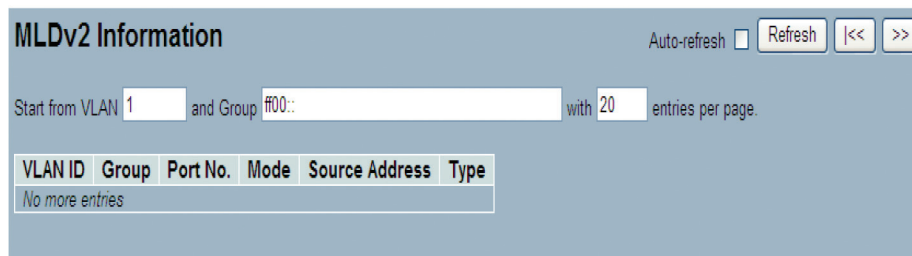 MLDv2 Information
Auto-refresh Refresh |<< >>
Start from VLAN 1 and Group ff00:: with 20 entries per page.
VLAN ID Group Port No. Mode Source Address Type
No more entries